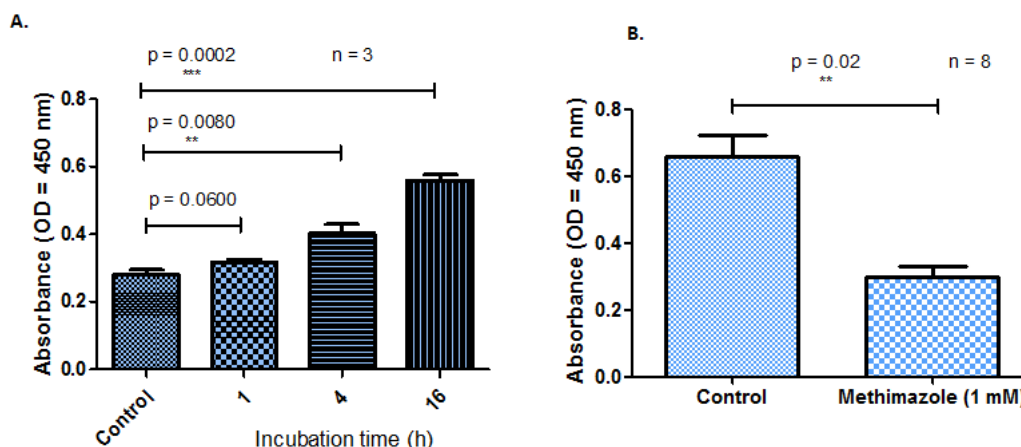 A.
p = 0.0002 n = 3
***
p = 0.0080
**
p = 0.0600
Absorbance (OD = 450 nm)
0.8
0.6
0.4
0.2
0.0
Control 1 4 16
Incubation time (h)
B.
p = 0.02 n = 8
**
Absorbance (OD = 450 nm)
0.8
0.6
0.4
0.2
0.0
Control Methimazole (1 mM)